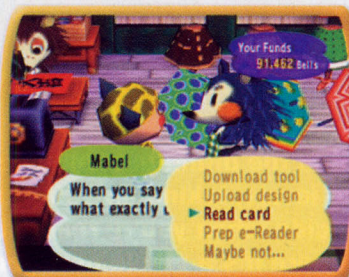 Your Funds
91,462 Bells
Mabel
When you say
what exactly
Download tool
Upload design
Read card
Prep e-Reader
Maybe not...